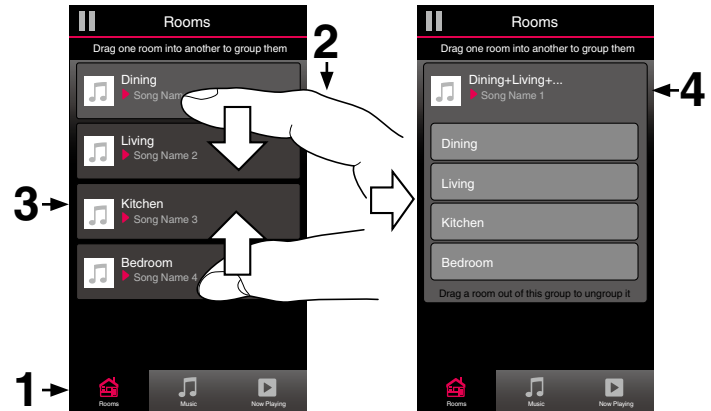 Rooms
Drag one room into another to group them
2
Dining
Song Nam
Living
Song Name 2
3
Kitchen
Song Name 3
Bedroom
Song Name 4
1
Rooms
Music
Now Playing
Rooms
Drag one room into another to group them
Dining+Living+...
Song Name 1
4
Dining
Living
Kitchen
Bedroom
Drag a room out of this group to ungroup it
Rooms
Music
Now Playing